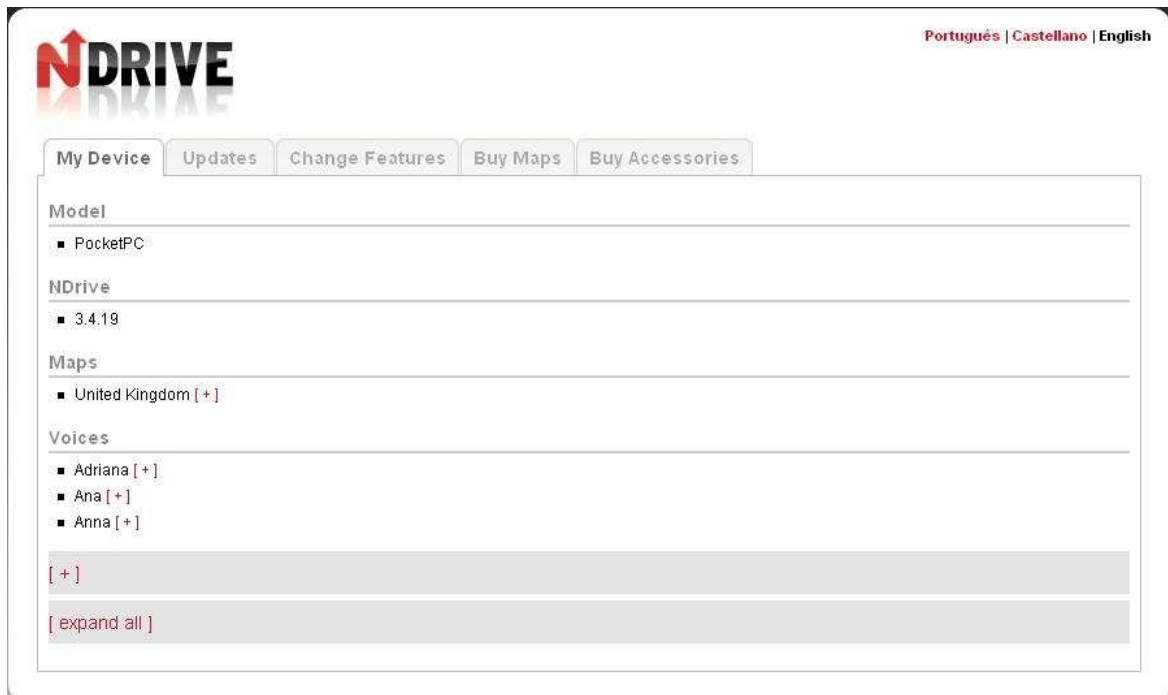 Português | Castellano | English
NDRIVE
My Device Updates Change Features Buy Maps Buy Accessories
Model
▪ PocketPC
NDrive
▪ 3.4.19
Maps
▪ United Kingdom [ + ]
Voices
▪ Adriana [ + ]
▪ Ana [ + ]
▪ Anna [ + ]
[ + ]
[ expand all ]